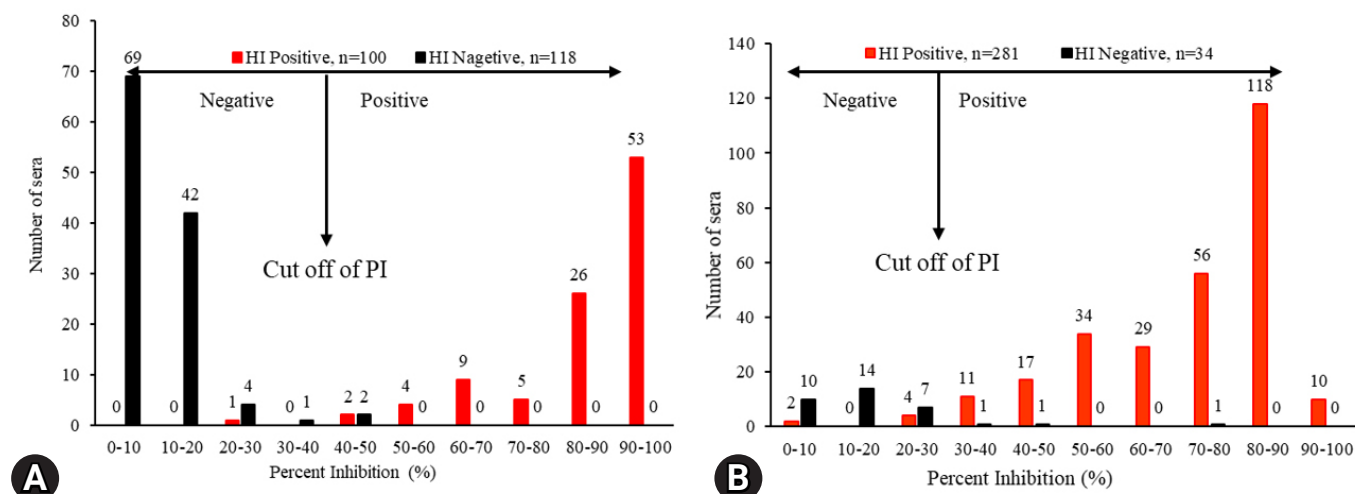 80
70
60
50
40
30
20
10
0
Number of sera
HI Positive, n=100 HI Nagetive, n=118
Negative Positive
Cut off of PI
0 69 0 42 1 4 0 1 2 2 4 0 9 0 5 0 26 0 53 0
0-10 10-20 20-30 30-40 40-50 50-60 60-70 70-80 80-90 90-100
Percent Inhibition (%)
A
140
120
100
80
60
40
20
0
Number of sera
HI Positive, n=281 HI Negative, n=34
Negative Positive
Cut off of PI
2 10 0 14 4 7 11 1 17 1 34 0 29 0 56 1 118 0 10 0
0-10 10-20 20-30 30-40 40-50 50-60 60-70 70-80 80-90 90-100
Percent Inhibition (%)
B